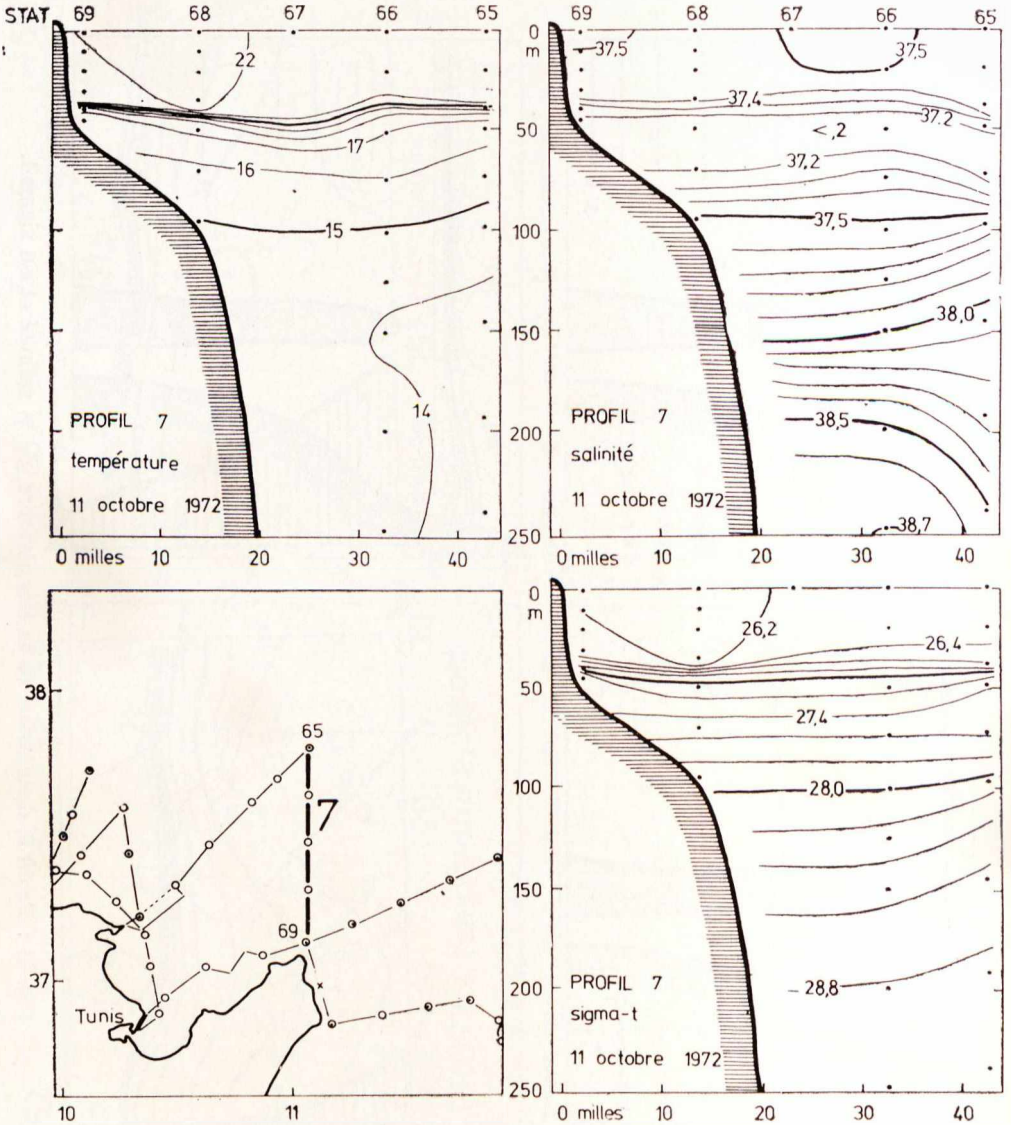 STAT 69 68 67 66 65
22
17
16
15
14
50
PROFIL 7
température
11 octobre 1972
0 milles 10 20 30 40
69 68 67 66 65
0
m
50
100
150
200
250
37,5
37,5
37,4
37.2
<,2
37,2
37,5
38,0
38,5
38,7
PROFIL 7
salinité
11 octobre 1972
0 milles 10 20 30 40
38
37
65
7
69
Tunis
10 11
0
m
50
100
150
200
250
26,2
26,4
27,4
28,0
28,8
PROFIL 7
sigma-t
11 octobre 1972
0 milles 10 20 30 40